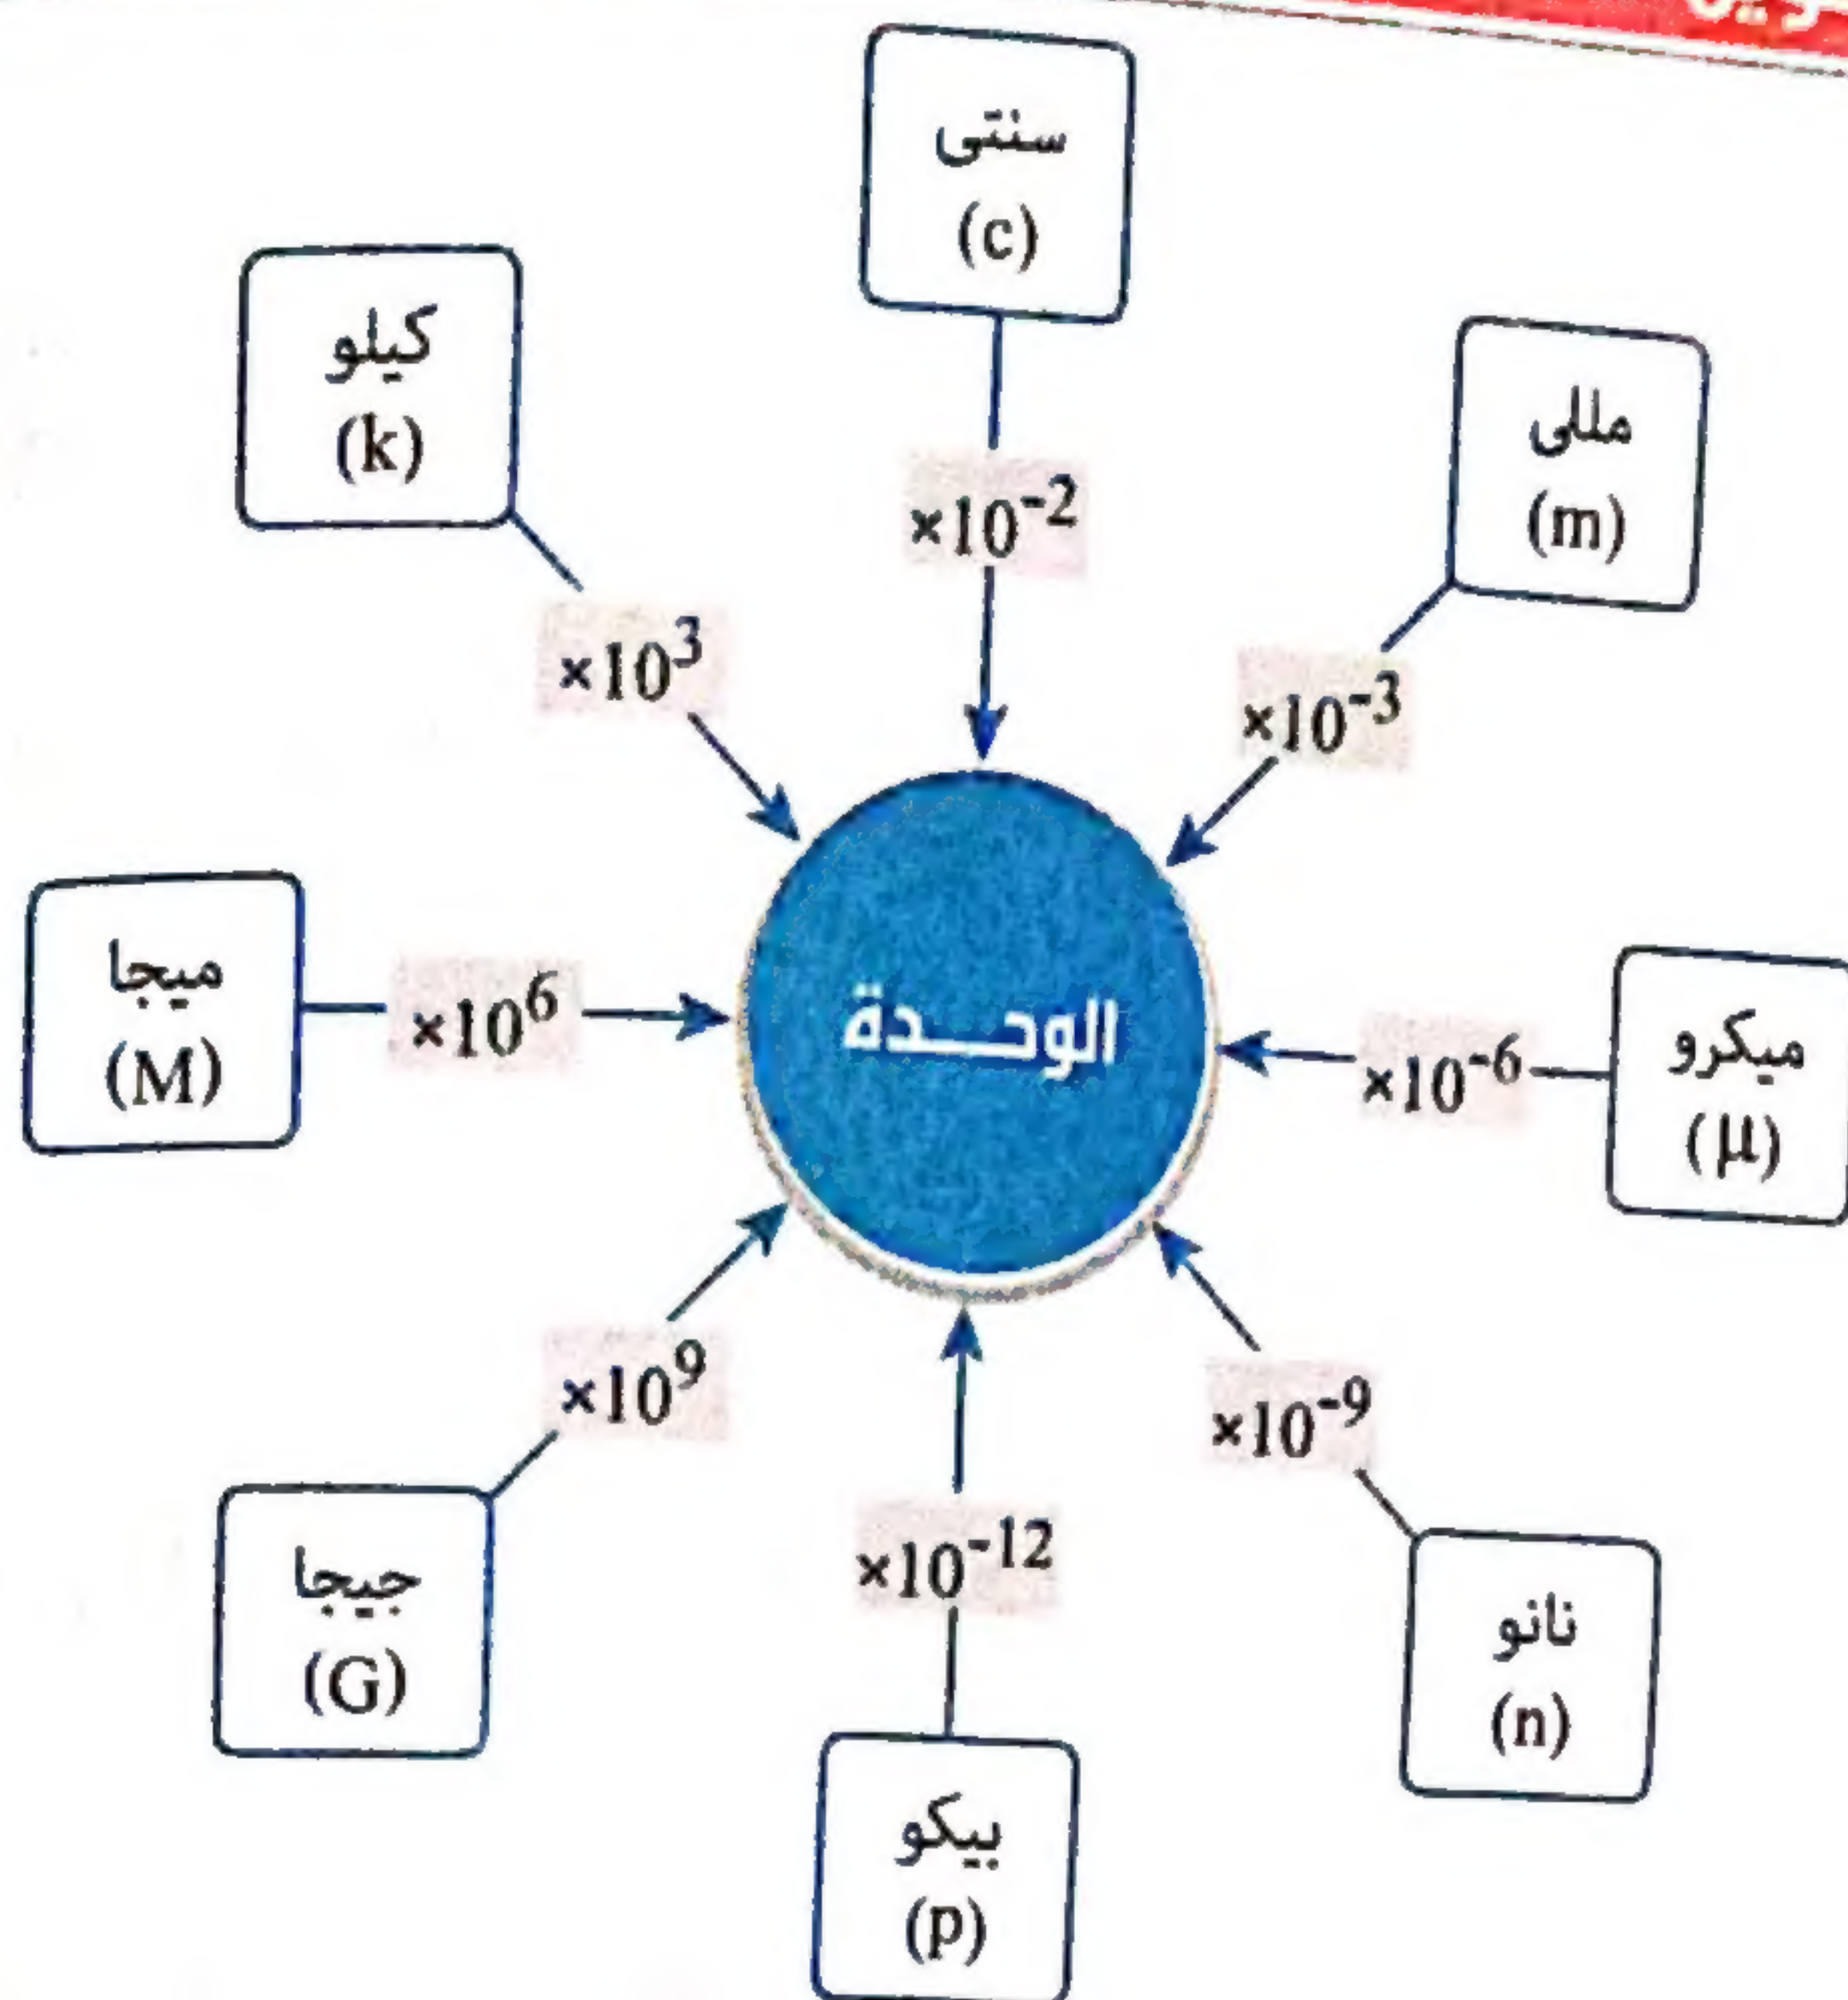 سنتى
(c)
×10⁻²
كيلو
(k)
×10³
مللى
(m)
×10⁻³
ميجا
(M)
×10⁶
الوحـــدة
×10⁻⁶
ميكرو
(μ)
×10⁹
جيجا
(G)
×10⁻¹²
بيكو
(p)
×10⁻⁹
نانو
(n)